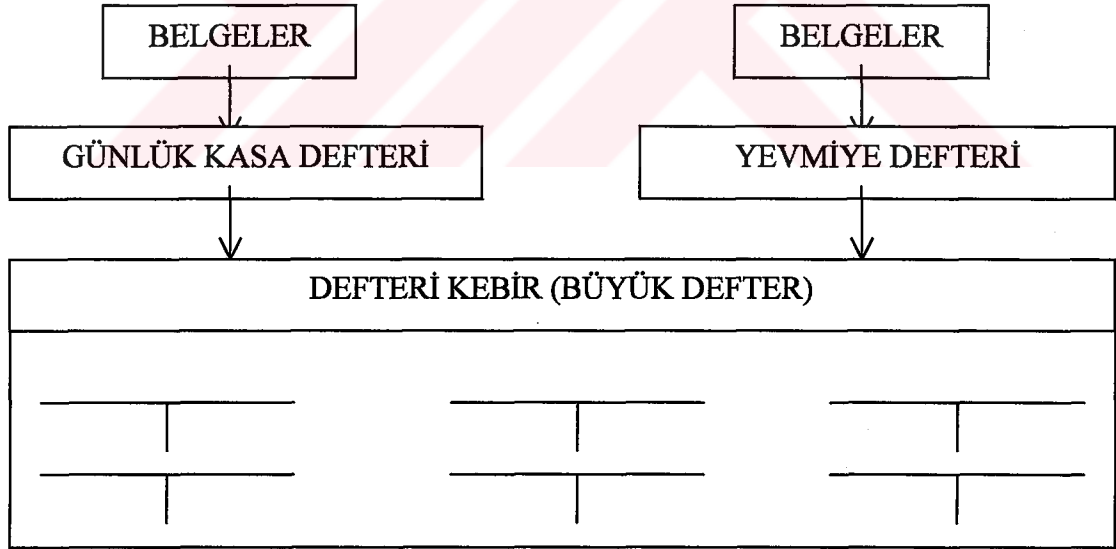 BELGELER
BELGELER
GÜNLÜK KASA DEFTERİ
YEVMİYE DEFTERİ
DEFTERİ KEBİR (BÜYÜK DEFTER)